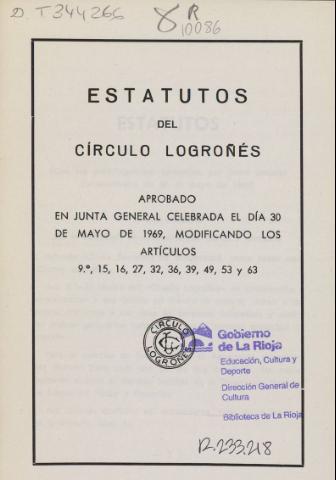 D. T344266
8 R
10086
ESTATUTOS
DEL
CÍRCULO LOGROÑÉS
APROBADO
EN JUNTA GENERAL CELEBRADA EL DÍA 30
DE MAYO DE 1969, MODIFICANDO LOS
ARTÍCULOS
9.º, 15, 16, 27, 32, 36, 39, 49, 53 y 63
CIRCULO
LOGROÑES
Gobierno
de La Rioja
Educación, Cultura y
Deporte
Dirección General de
Cultura
Biblioteca de La Rioja
R.233.218